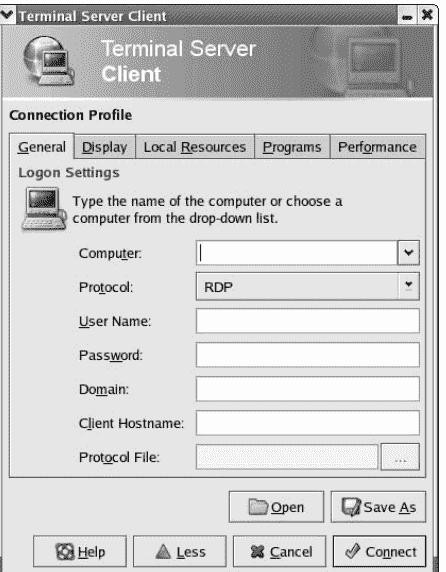 Terminal Server Client
Terminal Server
Client
Connection Profile
General Display Local Resources Programs Performance
Logon Settings
Type the name of the computer or choose a
computer from the drop-down list.
Computer:
Protocol: RDP
User Name:
Password:
Domain:
Client Hostname:
Protocol File: ...
Open Save As
Help Less Cancel Connect